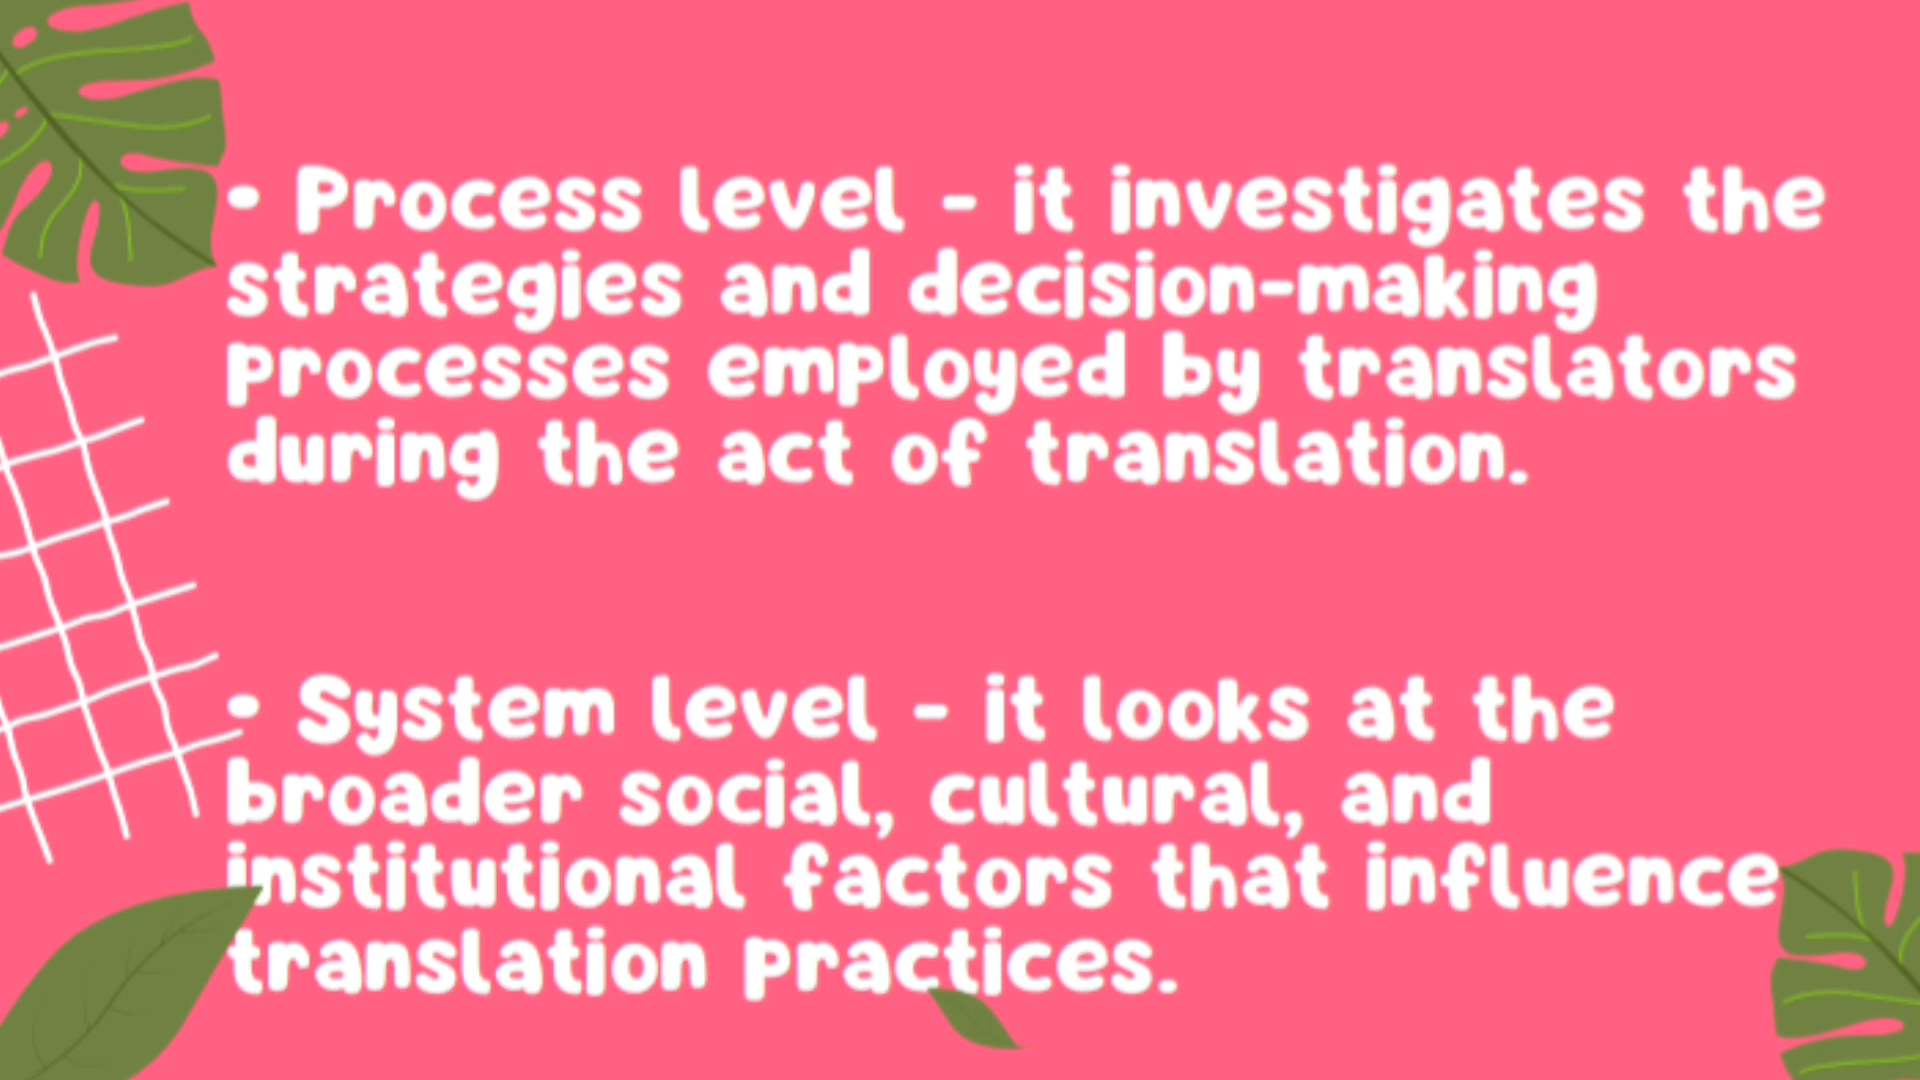 • Process level - it investigates the
strategies and decision-making
processes employed by translators
during the act of translation.
• System level - it looks at the
broader social, cultural, and
institutional factors that influence
translation practices.